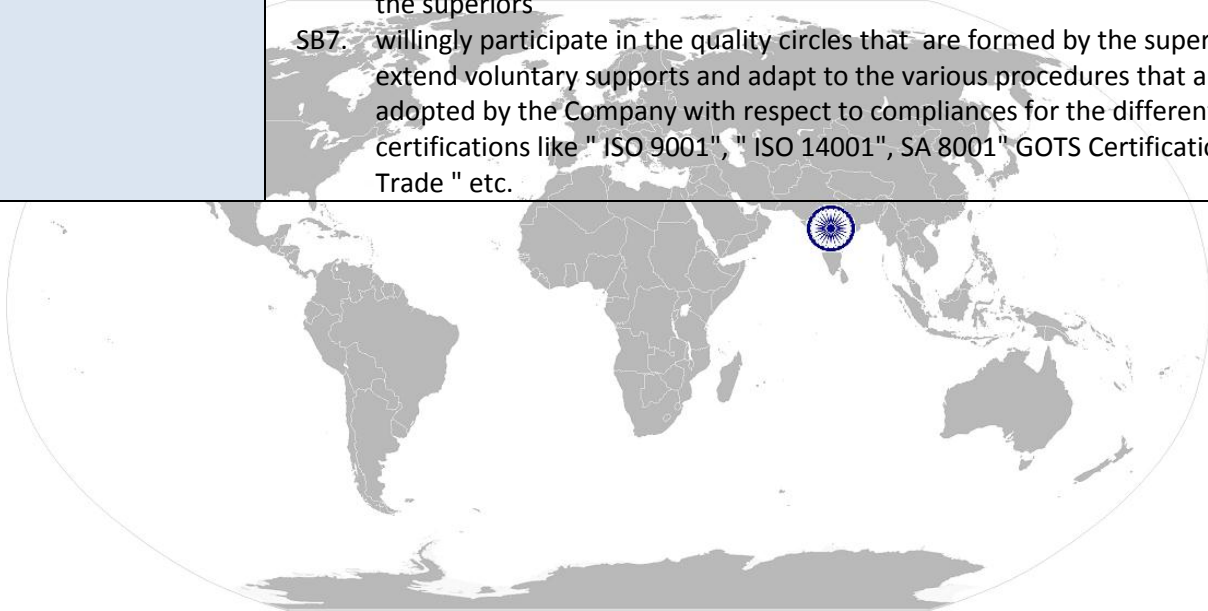 the superiors
SB7. willingly participate in the quality circles that are formed by the super
extend voluntary supports and adapt to the various procedures that a
adopted by the Company with respect to compliances for the different
certifications like " ISO 9001", " ISO 14001", SA 8001" GOTS Certificatio
Trade " etc.